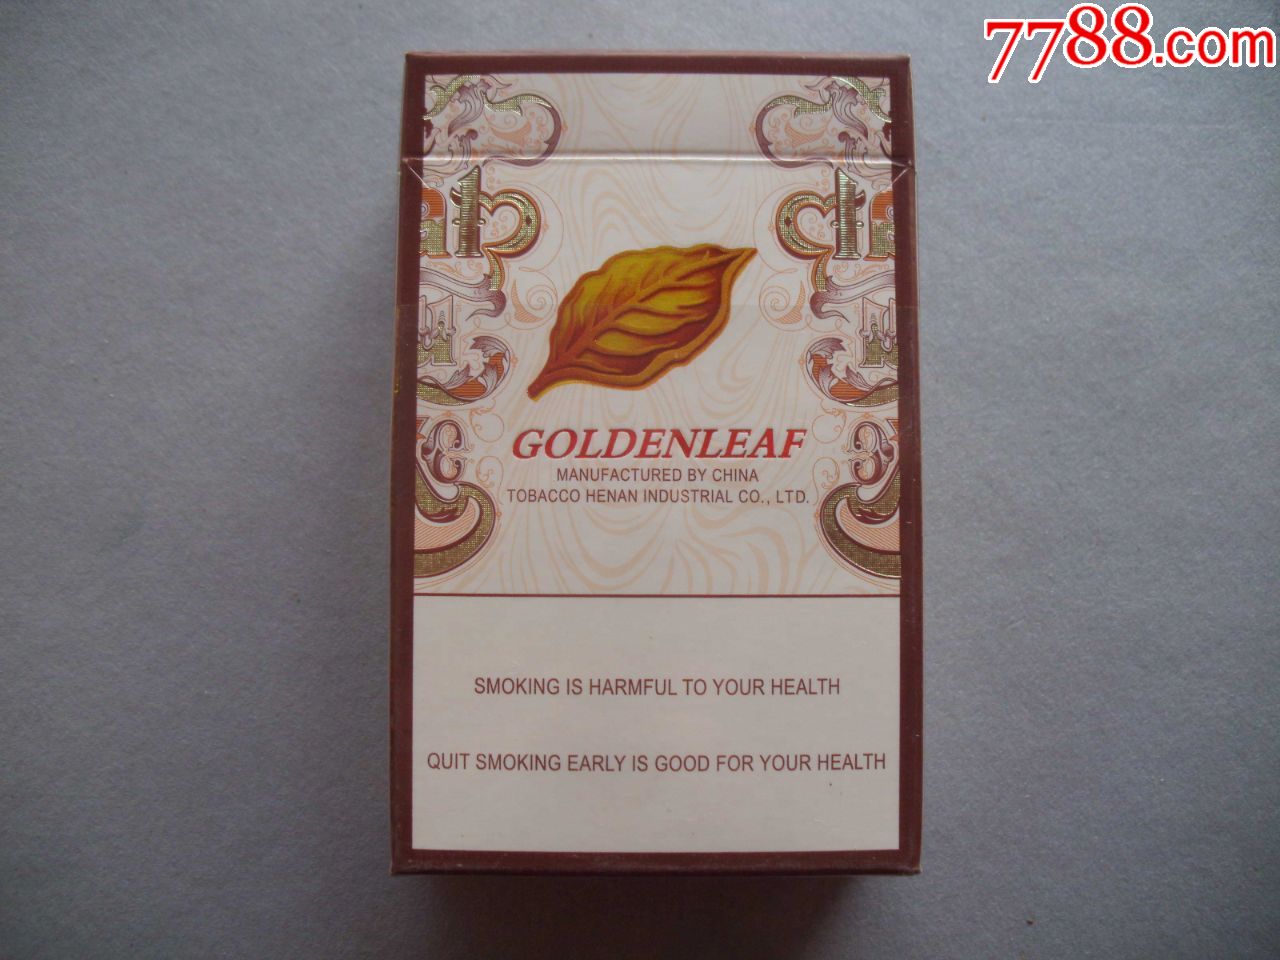 7788.com
GOLDENLEAF
MANUFACTURED BY CHINA
TOBACCO HENAN INDUSTRIAL CO., LTD.
SMOKING IS HARMFUL TO YOUR HEALTH
QUIT SMOKING EARLY IS GOOD FOR YOUR HEALTH